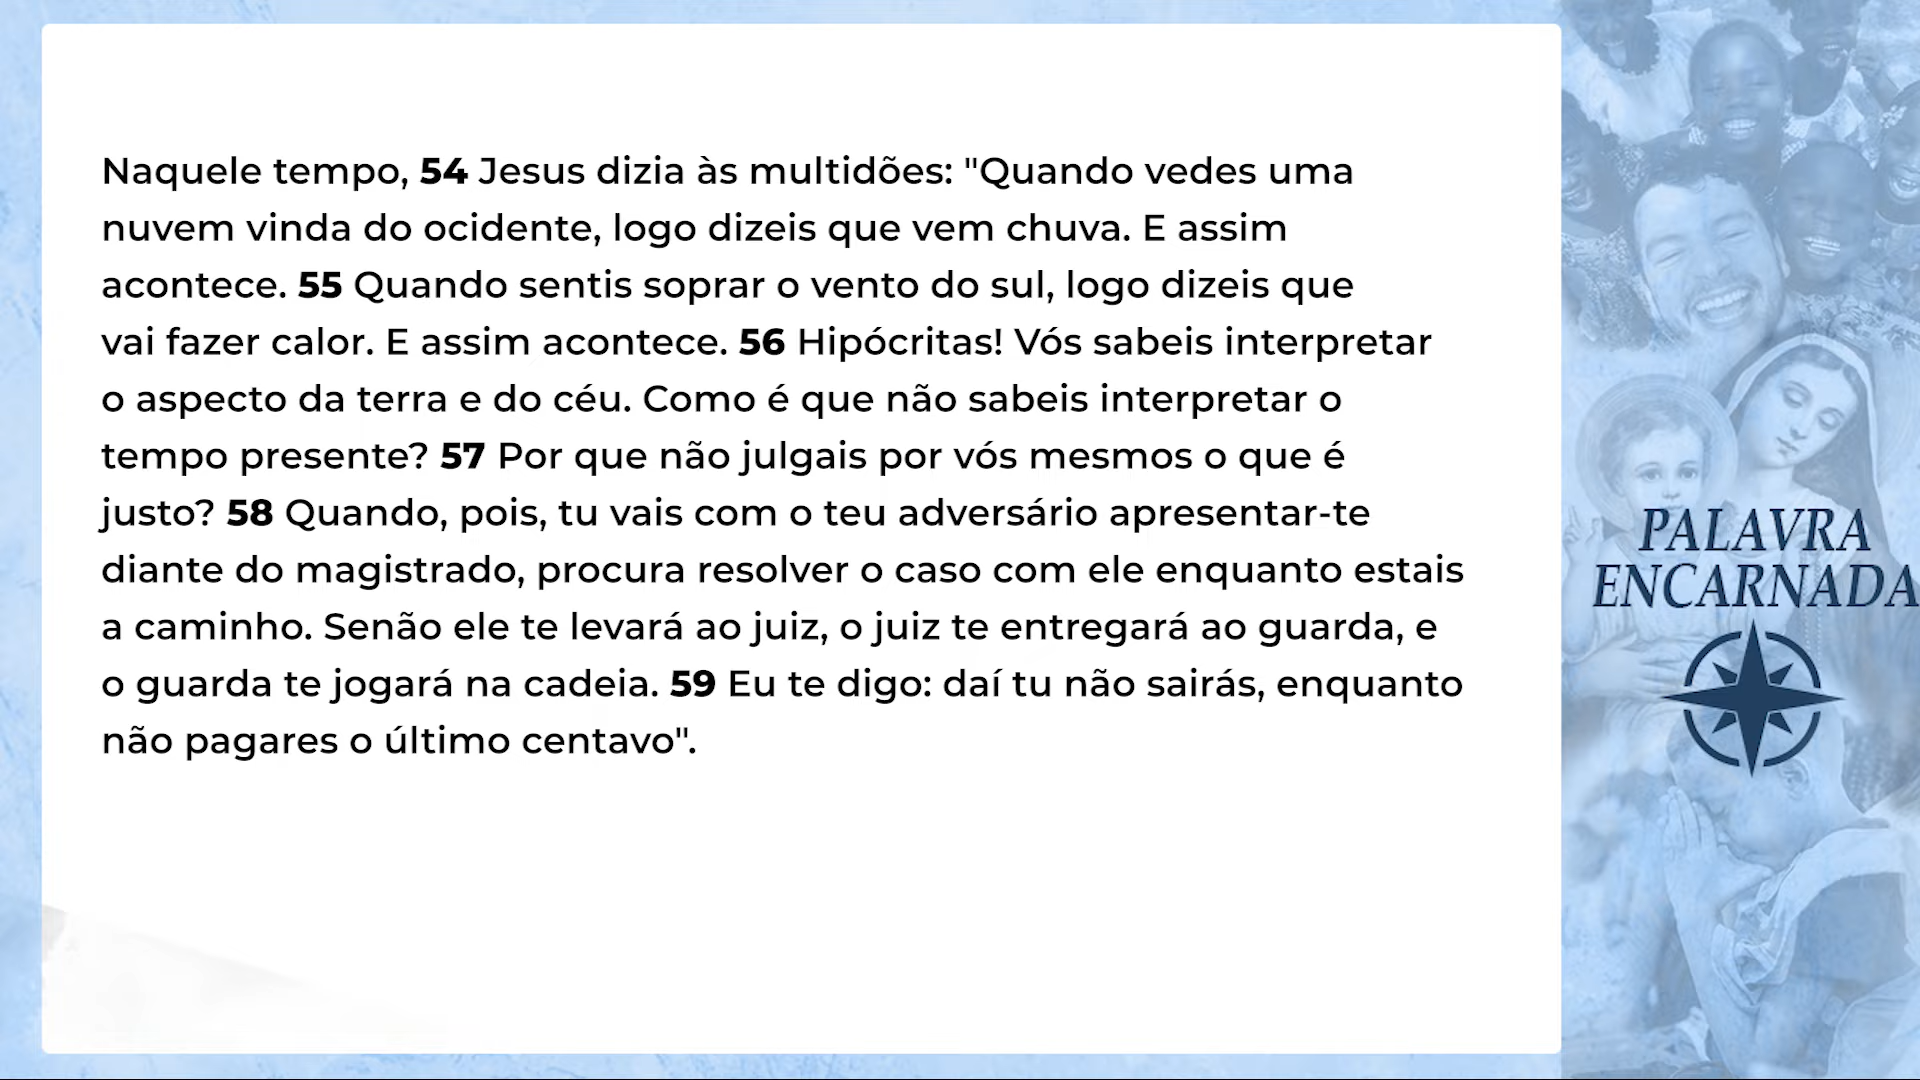 Naquele tempo, 54 Jesus dizia às multidões: "Quando vedes uma
nuvem vinda do ocidente, logo dizeis que vem chuva. E assim
acontece. 55 Quando sentis soprar o vento do sul, logo dizeis que
vai fazer calor. E assim acontece. 56 Hipócritas! Vós sabeis interpretar
o aspecto da terra e do céu. Como é que não sabeis interpretar o
tempo presente? 57 Por que não julgais por vós mesmos o que é
justo? 58 Quando, pois, tu vais com o teu adversário apresentar-te
diante do magistrado, procura resolver o caso com ele enquanto estais
a caminho. Senão ele te levará ao juiz, o juiz te entregará ao guarda, e
o guarda te jogará na cadeia. 59 Eu te digo: daí tu não sairás, enquanto
não pagares o último centavo".
PALAVRA
ENCARNADA